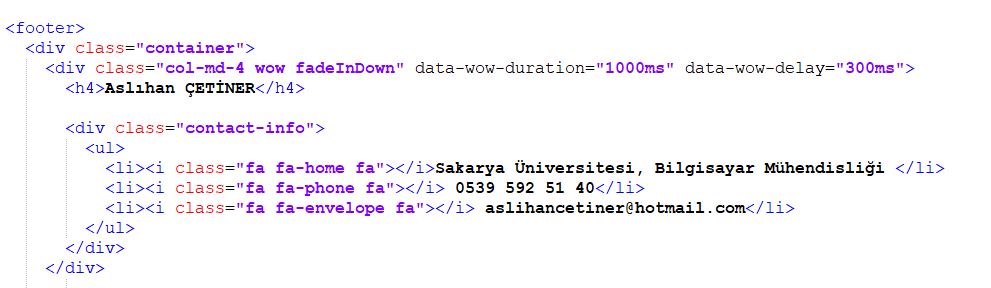 <footer>
<div class="container">
<div class="col-md-4 wow fadeInDown" data-wow-duration="1000ms" data-wow-delay="300ms">
<h4>Aslıhan ÇETİNER</h4>
<div class="contact-info">
<ul>
<li><i class="fa fa-home fa"></i>Sakarya Üniversitesi, Bilgisayar Mühendisliği </li>
<li><i class="fa fa-phone fa"></i> 0539 592 51 40</li>
<li><i class="fa fa-envelope fa"></i> aslihancetiner@hotmail.com</li>
</ul>
</div>
</div>